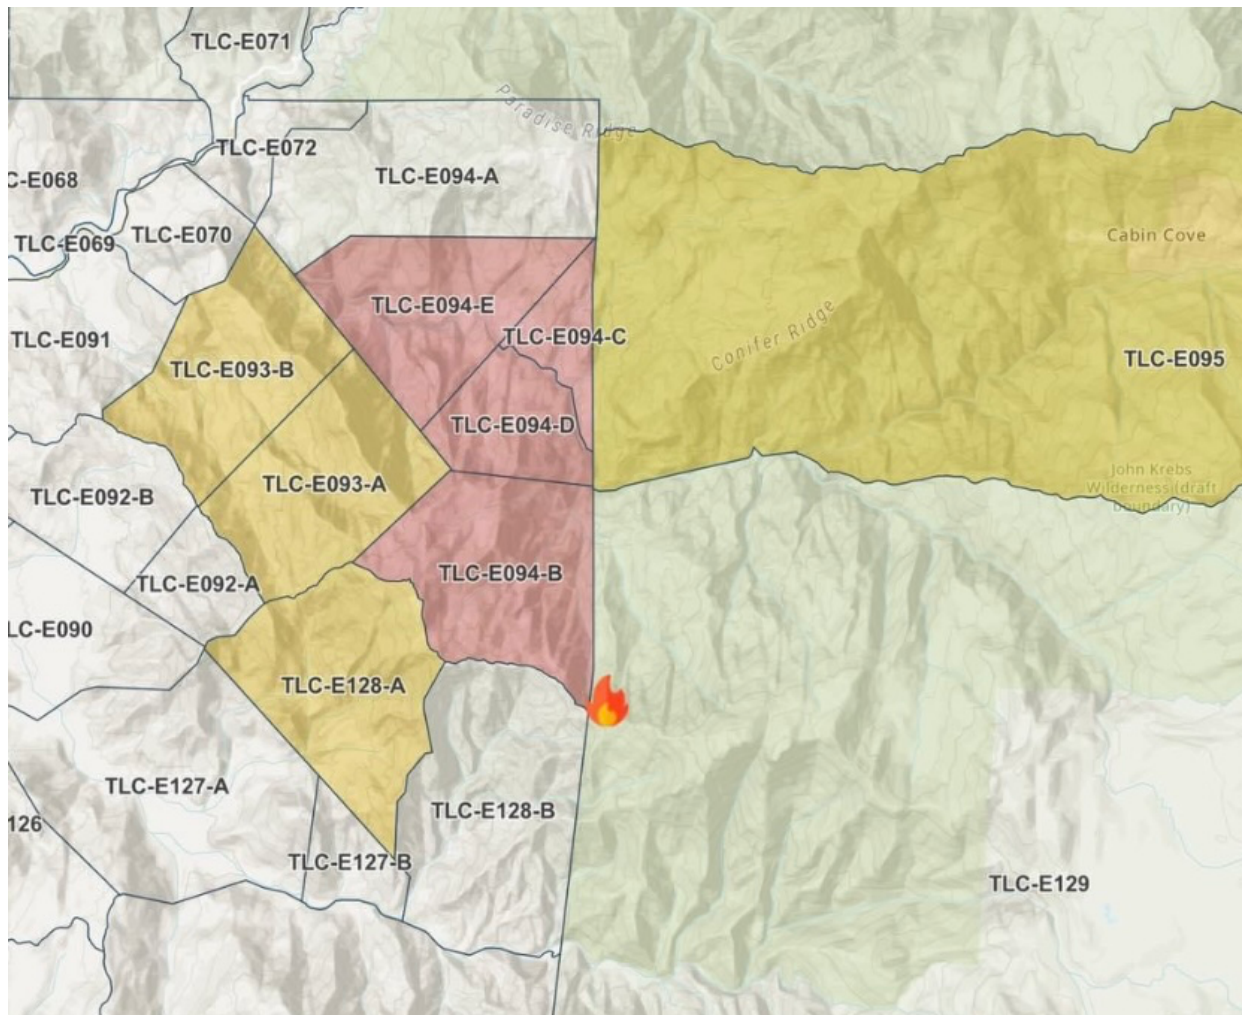 TLC-E071
Paradise Ridge
TLC-E072
TLC-E094-A
C-E068
TLC-E069
TLC-E070
Cabin Cove
TLC-E094-E
TLC-E094-C
Conifer Ridge
TLC-E091
TLC-E093-B
TLC-E095
TLC-E094-D
John Krebs
Wilderness (draft
boundary)
TLC-E093-A
TLC-E092-B
TLC-E094-B
TLC-E092-A
LC-E090
TLC-E128-A
TLC-E127-A
TLC-E128-B
126
TLC-E127-B
TLC-E129